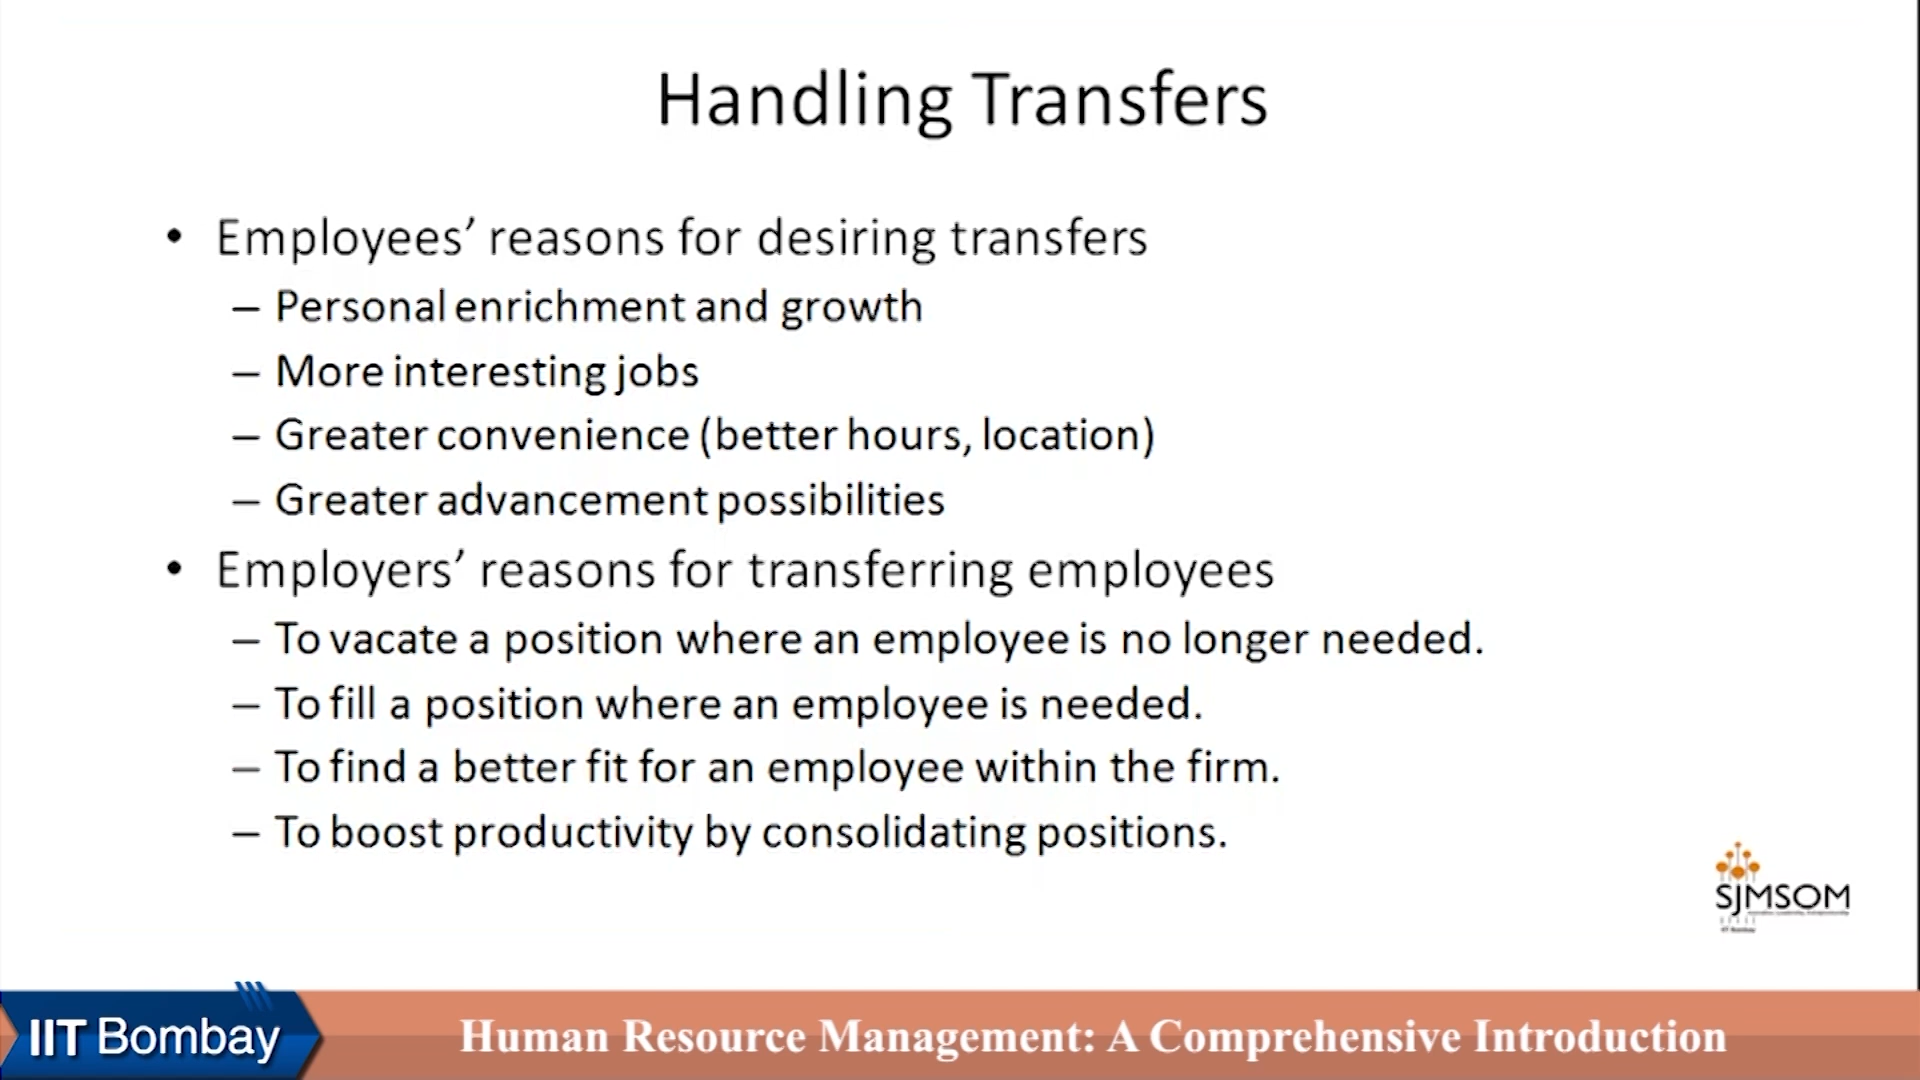 Handling Transfers
• Employees’ reasons for desiring transfers
– Personal enrichment and growth
– More interesting jobs
– Greater convenience (better hours, location)
– Greater advancement possibilities
• Employers’ reasons for transferring employees
– To vacate a position where an employee is no longer needed.
– To fill a position where an employee is needed.
– To find a better fit for an employee within the firm.
– To boost productivity by consolidating positions.
SJMSOM
IIT Bombay
IIT Bombay
Human Resource Management: A Comprehensive Introduction